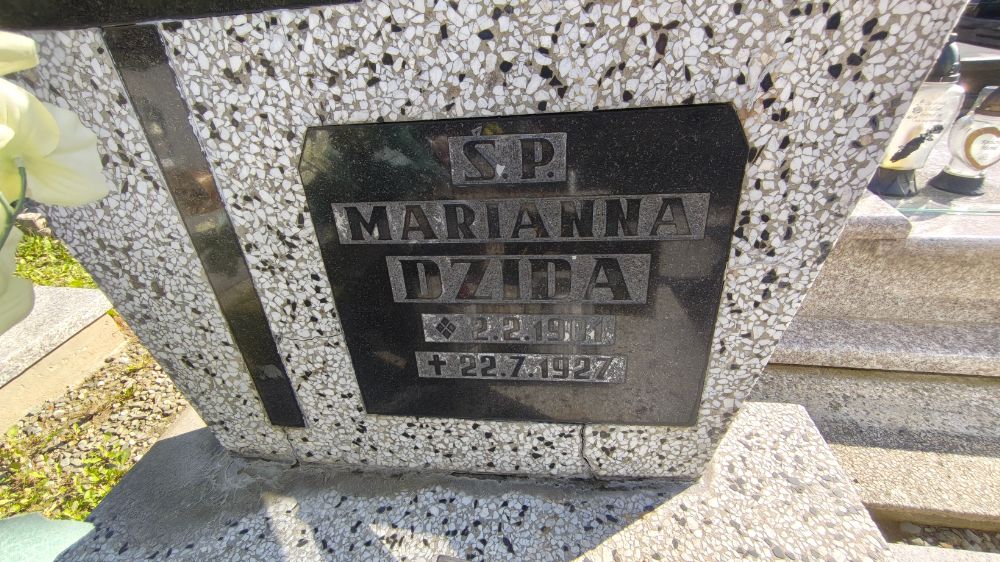 Ś.P.
MARIANNA
DZIDA
❖ 2.2.1901
✝ 22.7.1927